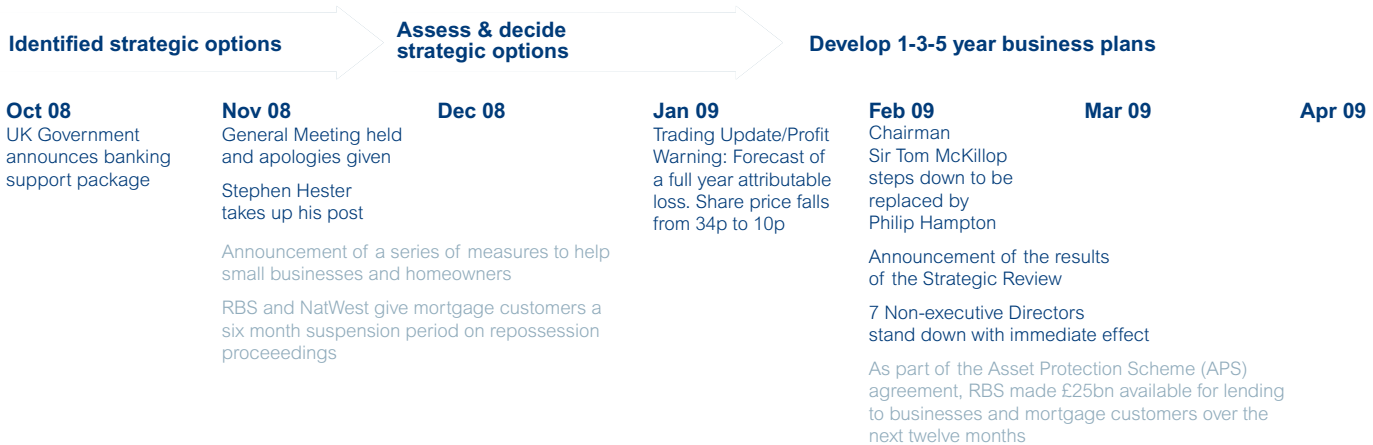 Identified strategic options
Assess & decide
strategic options
Develop 1-3-5 year business plans
Oct 08
UK Government
announces banking
support package
Nov 08
General Meeting held
and apologies given
Stephen Hester
takes up his post
Announcement of a series of measures to help
small businesses and homeowners
RBS and NatWest give mortgage customers a
six month suspension period on repossession
proceeedings
Dec 08
Jan 09
Trading Update/Profit
Warning: Forecast of
a full year attributable
loss. Share price falls
from 34p to 10p
Feb 09
Chairman
Sir Tom McKillop
steps down to be
replaced by
Philip Hampton
Announcement of the results
of the Strategic Review
7 Non-executive Directors
stand down with immediate effect
As part of the Asset Protection Scheme (APS)
agreement, RBS made £25bn available for lending
to businesses and mortgage customers over the
next twelve months
Mar 09
Apr 09